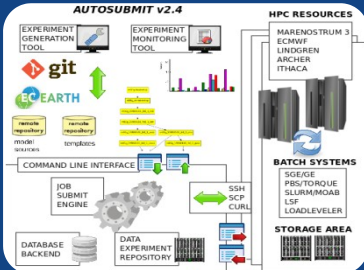 AUTOSUBMIT v2.4
EXPERIMENT
GENERATION
TOOL
EXPERIMENT
MONITORING
TOOL
git
EC EARTH
remote
repository
model
sources
remote
repository
templates
COMMAND LINE INTERFACE
JOB
SUBMIT
ENGINE
DATABASE
BACKEND
DATA
EXPERIMENT
REPOSITORY
SSH
SCP
CURL
HPC RESOURCES
MARENOSTRUM 3
ECMWF
LINDGREN
ARCHER
ITHACA
BATCH SYSTEMS
SGE/GE
PBS/TORQUE
SLURM/MOAB
LSF
LOADLEVELER
STORAGE AREA